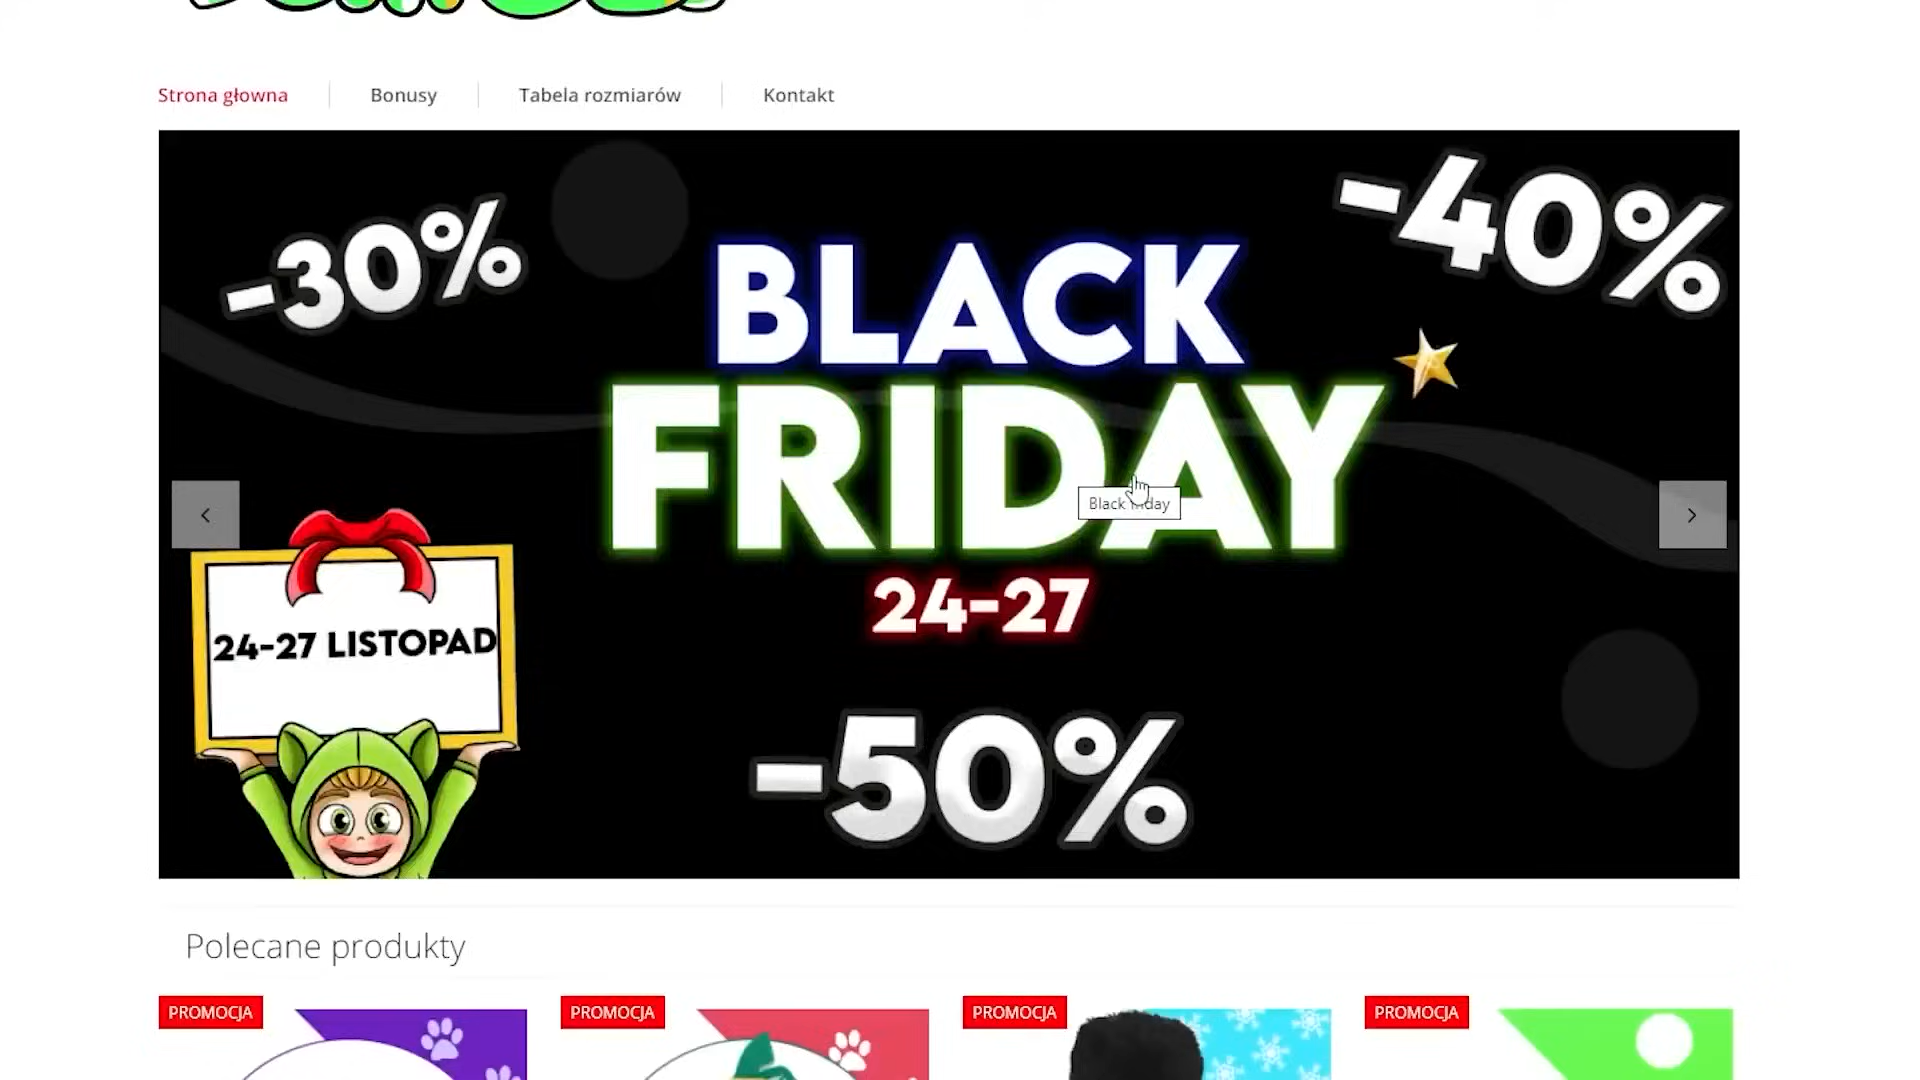 Strona głowna
Bonusy
Tabela rozmiarów
Kontakt
-30%
-40%
BLACK
FRIDAY
24-27
-50%
24-27 LISTOPAD
Polecane produkty
PROMOCJA
PROMOCJA
PROMOCJA
PROMOCJA